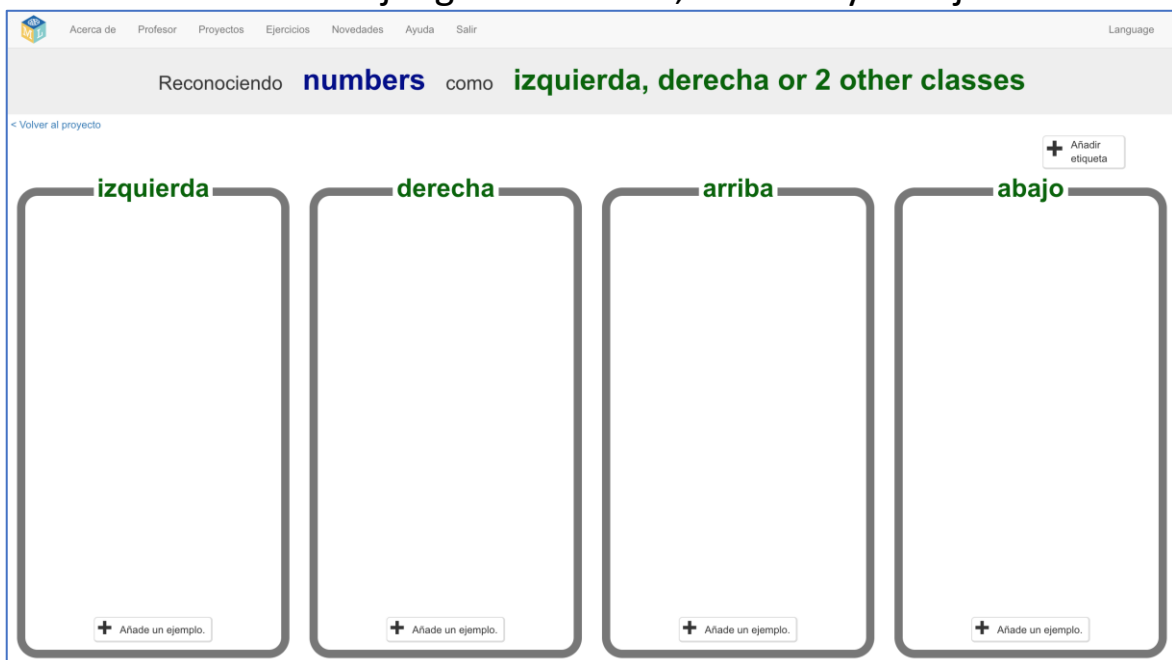 ML Acerca de Profesor Proyectos Ejercicios Novedades Ayuda Salir Language
Reconociendo numbers como izquierda, derecha or 2 other classes
< Volver al proyecto
Añadir
etiqueta
izquierda derecha arriba abajo
Añade un ejemplo. Añade un ejemplo. Añade un ejemplo. Añade un ejemplo.